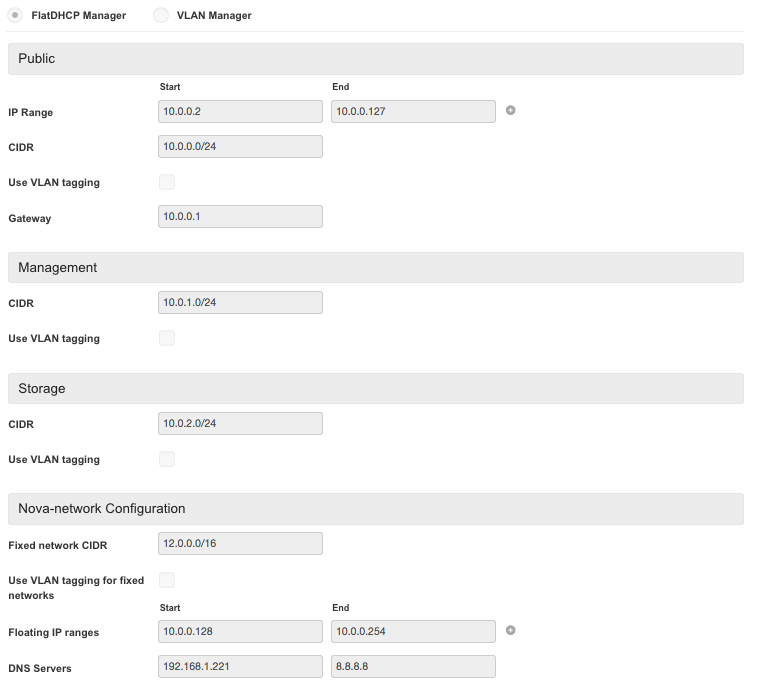 FlatDHCP Manager VLAN Manager
Public
Start End
IP Range 10.0.0.2 10.0.0.127
CIDR 10.0.0.0/24
Use VLAN tagging
Gateway 10.0.0.1
Management
CIDR 10.0.1.0/24
Use VLAN tagging
Storage
CIDR 10.0.2.0/24
Use VLAN tagging
Nova-network Configuration
Fixed network CIDR 12.0.0.0/16
Use VLAN tagging for fixed
networks
Start End
Floating IP ranges 10.0.0.128 10.0.0.254
DNS Servers 192.168.1.221 8.8.8.8